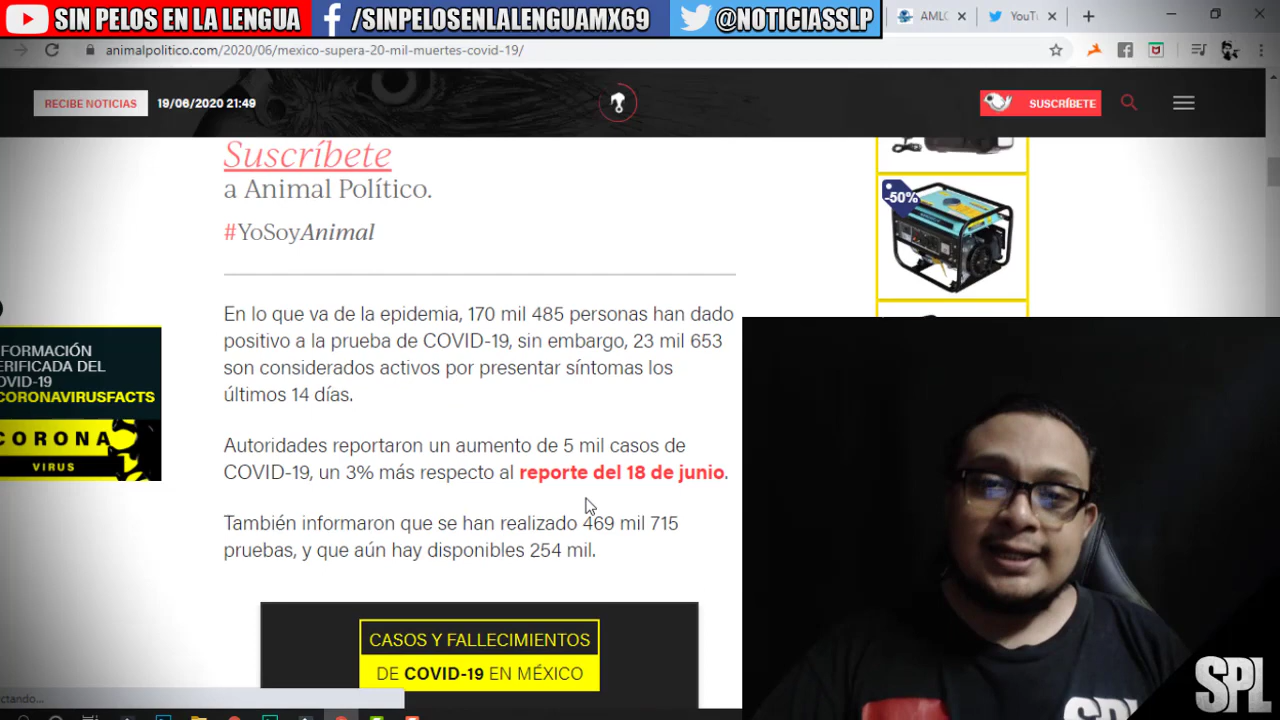 SIN PELOS EN LA LENGUA
/SINPELOSENLALENGUAMX69
@NOTICIASSLP
AMLO
YouTu
animalpolitico.com/2020/06/mexico-supera-20-mil-muertes-covid-19/
RECIBE NOTICIAS
19/06/2020 21:49
SUSCRÍBETE
Suscríbete
a Animal Político.
#YoSoyAnimal
-50%
En lo que va de la epidemia, 170 mil 485 personas han dado
positivo a la prueba de COVID-19, sin embargo, 23 mil 653
son considerados activos por presentar síntomas los
últimos 14 días.
Autoridades reportaron un aumento de 5 mil casos de
COVID-19, un 3% más respecto al reporte del 18 de junio.
También informaron que se han realizado 469 mil 715
pruebas, y que aún hay disponibles 254 mil.
NFORMACIÓN
ERIFICADA DEL
OVID-19
CORONAVIRUSFACTS
CORONA
VIRUS
CASOS Y FALLECIMIENTOS
DE COVID-19 EN MÉXICO
ctando...
SPL
SPL